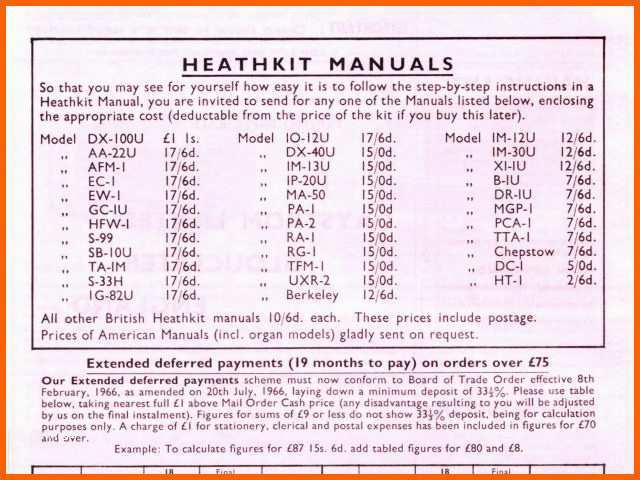 HEATHKIT MANUALS
So that you may see for yourself how easy it is to follow the step-by-step instructions in a
Heathkit Manual, you are invited to send for any one of the Manuals listed below, enclosing
the appropriate cost (deductable from the price of the kit if you buy this later).
Model DX-100U £1 1s. Model IO-12U 17/6d. Model IM-12U 12/6d.
„ AA-22U 17/6d. „ DX-40U 15/0d. „ IM-30U 12/6d.
„ AFM-1 17/6d. „ IM-13U 15/0d. „ XI-IU 12/6d.
„ EC-1 17/6d. „ IP-20U 15/0d. „ B-IU 7/6d.
„ EW-1 17/6d. „ MA-50 15/0d. „ DR-IU 7/6d.
„ GC-IU 17/6d. „ PA-1 15/0d. „ MGP-1 7/6d.
„ HFW-1 17/6d. „ PA-2 15/0d. „ PCA-1 7/6d.
„ S-99 17/6d. „ RA-1 15/0d. „ TTA-1 7/6d.
„ SB-10U 17/6d. „ RG-1 15/0d. „ Chepstow 7/6d.
„ TA-IM 17/6d. „ TFM-1 15/0d. „ DC-1 5/0d.
„ S-33H 17/6d. „ UXR-2 15/0d. „ HT-1 2/6d.
„ IG-82U 17/6d. „ Berkeley 12/6d.
All other British Heathkit manuals 10/6d. each. These prices include postage.
Prices of American Manuals (incl. organ models) gladly sent on request.
Extended deferred payments (19 months to pay) on orders over £75
Our Extended deferred payments scheme must now conform to Board of Trade Order effective 8th
February, 1966, as amended on 20th July, 1966, laying down a minimum deposit of 33⅓%. Please use table
below, taking nearest full £1 above Mail Order Cash price (any disadvantage resulting to you will be adjusted
by us on the final instalment). Figures for sums of £9 or less do not show 33⅓% deposit, being for calculation
purposes only. A charge of £1 for stationery, clerical and postal expenses has been included in figures for £70
and over.
Example: To calculate figures for £87 15s. 6d. add tabled figures for £80 and £8.
18 Final 18 Final